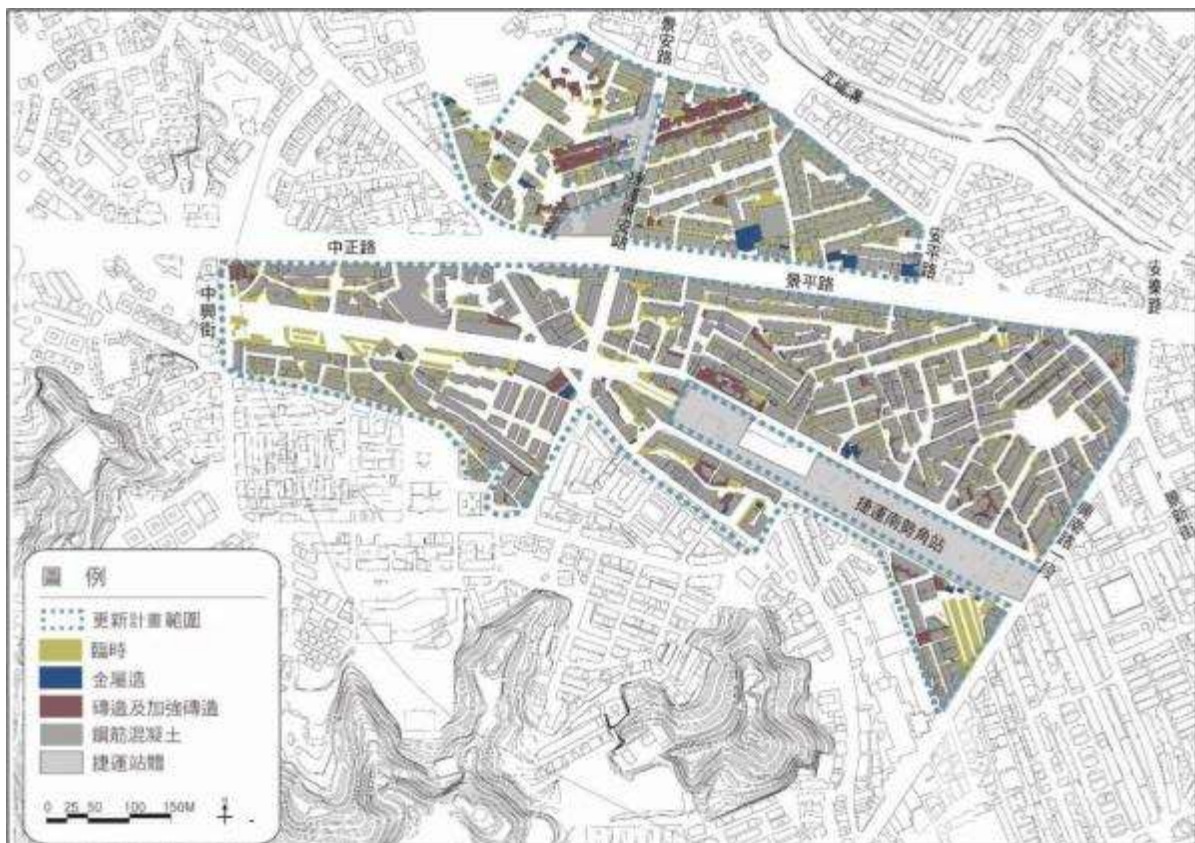 景安路
瓦磘溝
中正路
景平路
安平路
安樂路
中興街
捷運南勢角站
圖 例
更新計畫範圍
臨時
金屬造
磚造及加強磚造
鋼筋混凝土
捷運站體
0 25 50 100 150M